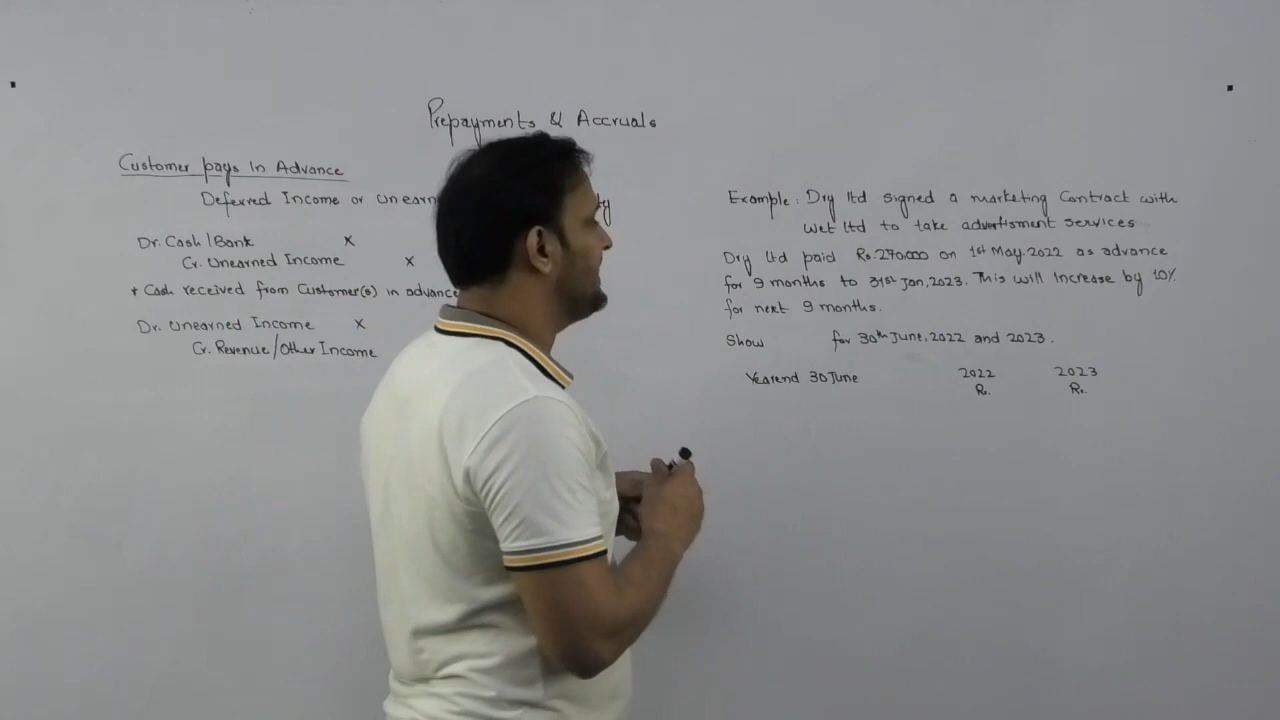 Prepayments & Accruals
Customer pays In Advance
Deferred Income or unearn
Dr. Cash/Bank x
Cr. Unearned Income x
* Cash received from Customer(s) in advance
Dr. Unearned Income x
Cr. Revenue/Other Income
Example: Dry ltd signed a marketing Contract with
Wet ltd to take advertisment services
Dry ltd paid Rs. 270,000 on 1st May, 2022 as advance
for 9 months to 31st Jan, 2023. This will increase by 10%
for next 9 months.
Show for 30th June, 2022 and 2023.
Yearend 30 June 2022 2023
Rs. Rs.